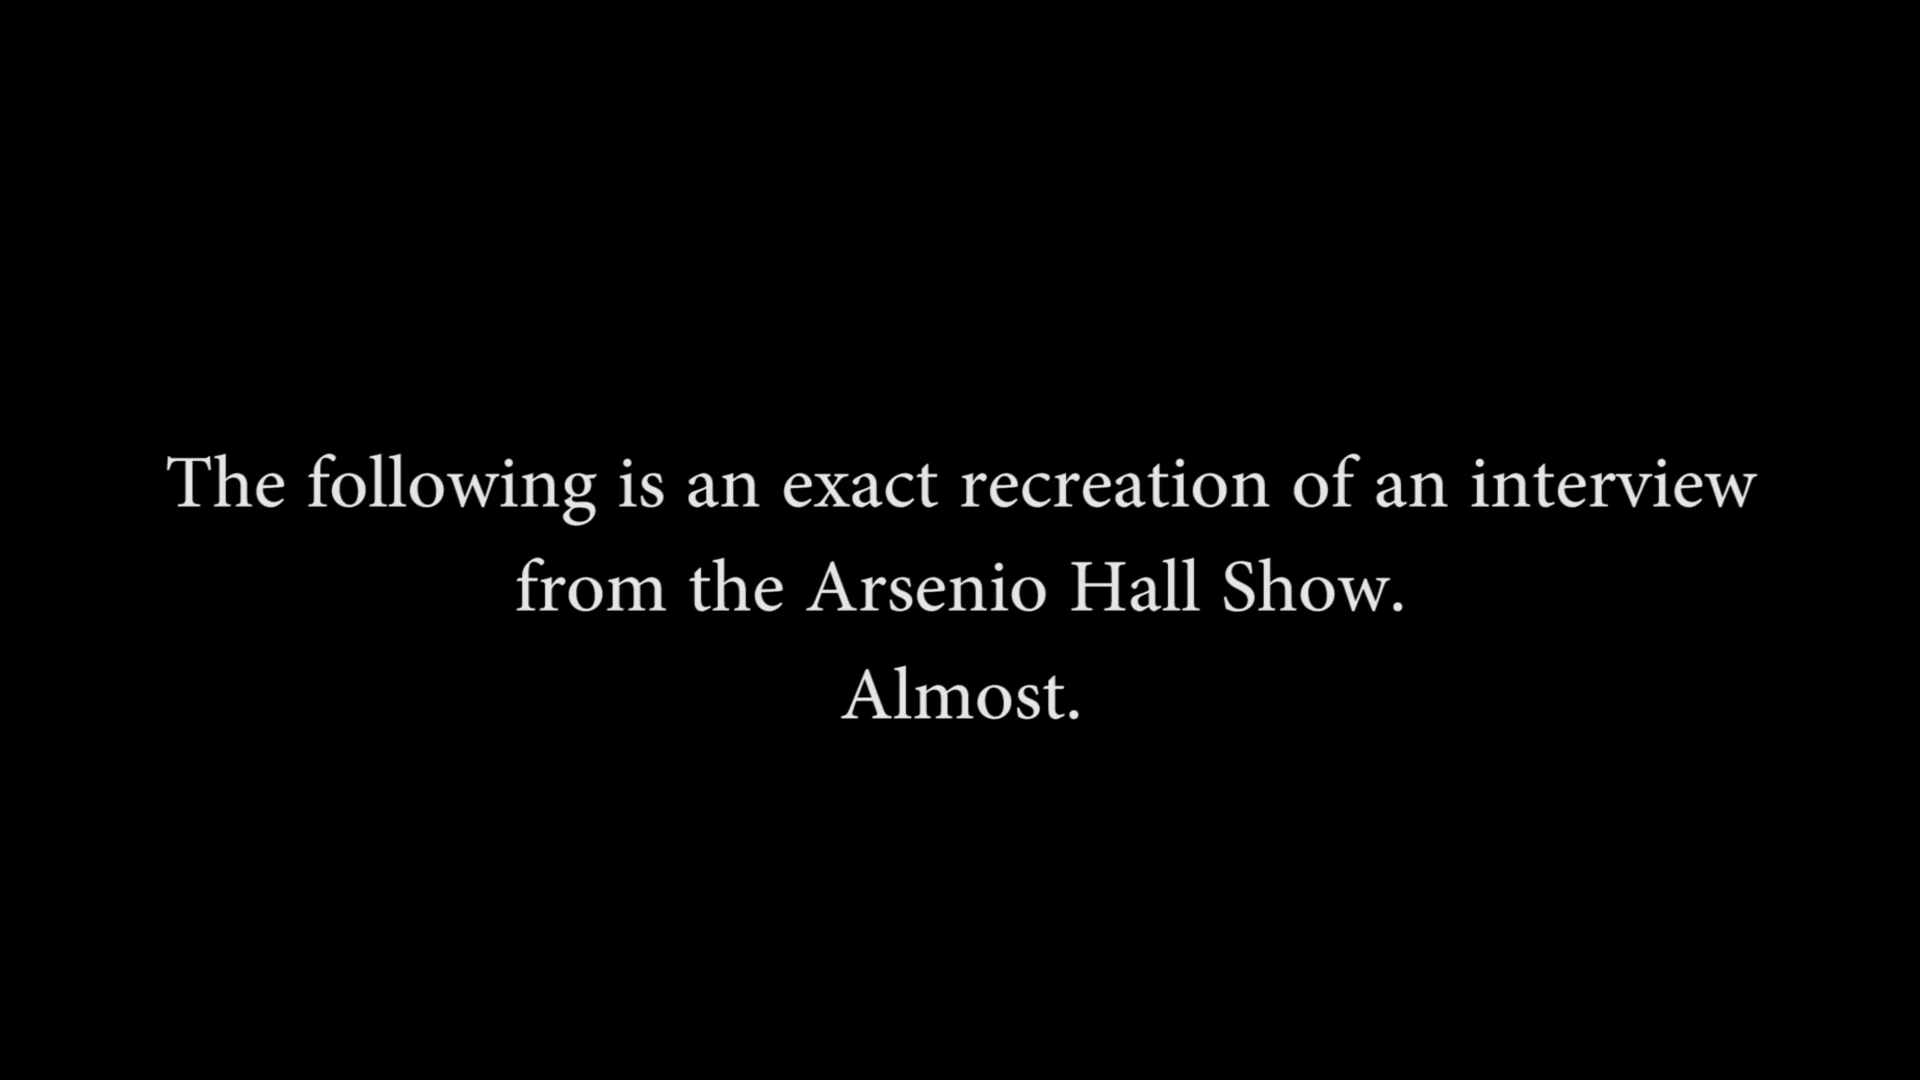 The following is an exact recreation of an interview
from the Arsenio Hall Show.
Almost.